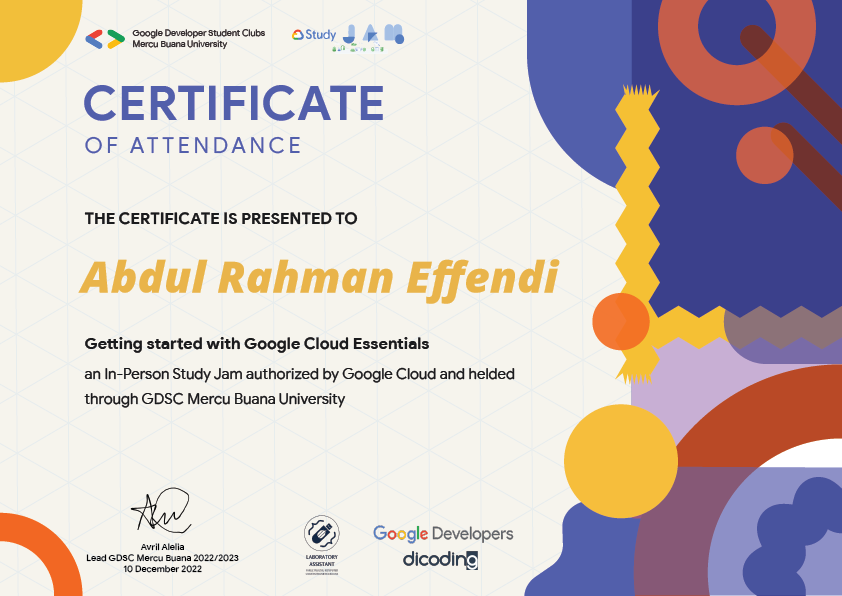 Google Developer Student Clubs
Mercu Buana University
Study JAM
CERTIFICATE
OF ATTENDANCE
THE CERTIFICATE IS PRESENTED TO
Abdul Rahman Effendi
Getting started with Google Cloud Essentials
an In-Person Study Jam authorized by Google Cloud and helded
through GDSC Mercu Buana University
Avril Alelia
Lead GDSC Mercu Buana 2022/2023
10 December 2022
LABORATORY
ASSISTANT
Google Developers
dicoding